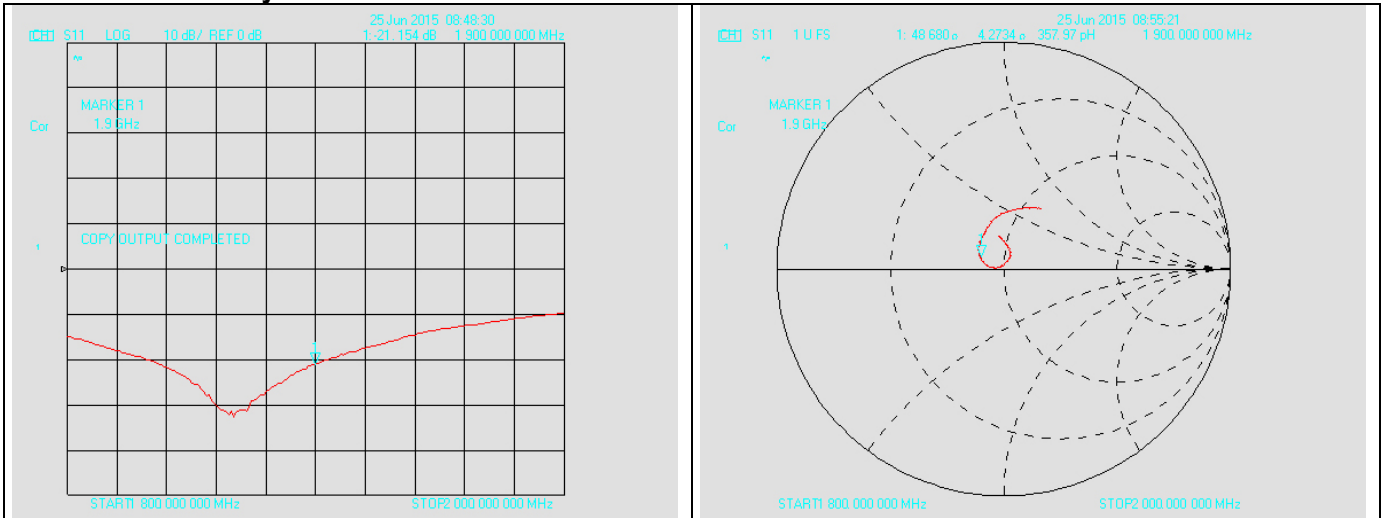 25 Jun 2015 08:48:30
CH1 S11 LOG 10 dB/ REF 0 dB 1:-21.154 dB 1 900.000 000 MHz
MARKER 1
Cor 1.9 GHz
COPY OUTPUT COMPLETED
1
1
START1 800.000 000 MHz STOP2 000.000 000 MHz
25 Jun 2015 08:55:21
CH1 S11 1 U FS 1: 48.680 Ω 4.2734 Ω 357.97 pH 1 900.000 000 MHz
MARKER 1
Cor 1.9 GHz
1
1
START1 800.000 000 MHz STOP2 000.000 000 MHz